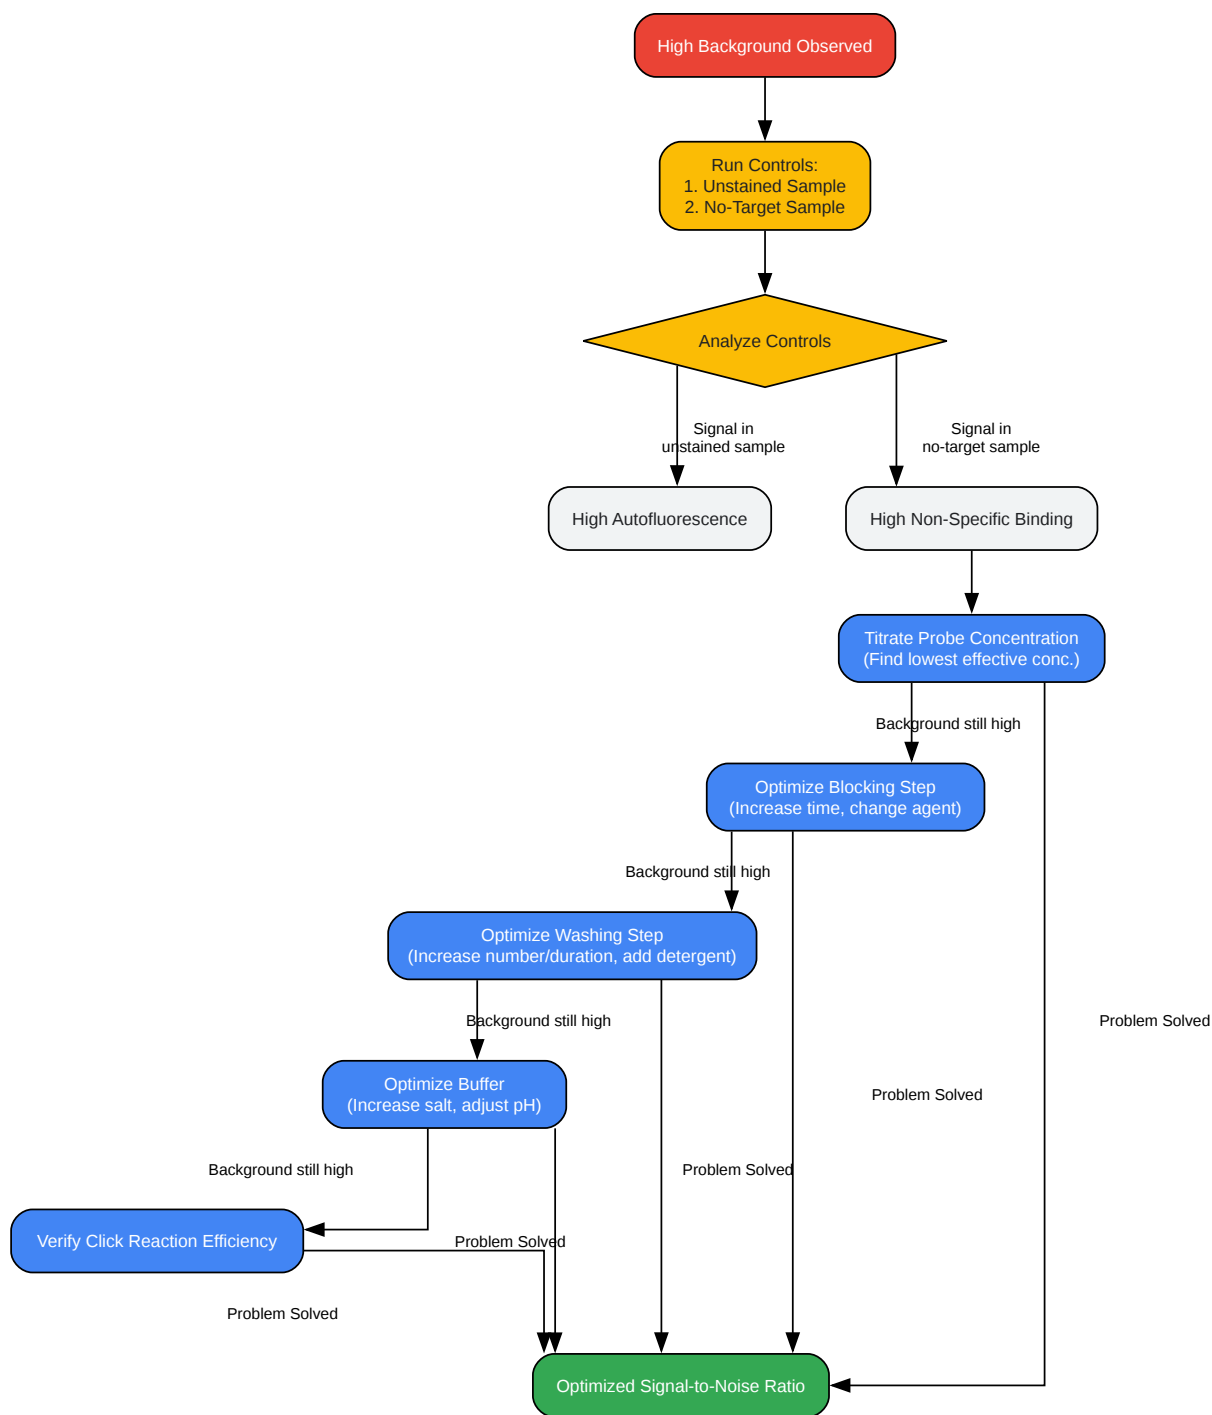 High Background Observed
Run Controls:
1. Unstained Sample
2. No-Target Sample
Analyze Controls
Signal in
unstained sample
Signal in
no-target sample
High Autofluorescence
High Non-Specific Binding
Titrate Probe Concentration
(Find lowest effective conc.)
Background still high
Optimize Blocking Step
(Increase time, change agent)
Background still high
Optimize Washing Step
(Increase number/duration, add detergent)
Background still high
Problem Solved
Optimize Buffer
(Increase salt, adjust pH)
Problem Solved
Background still high
Problem Solved
Verify Click Reaction Efficiency
Problem Solved
Problem Solved
Optimized Signal-to-Noise Ratio